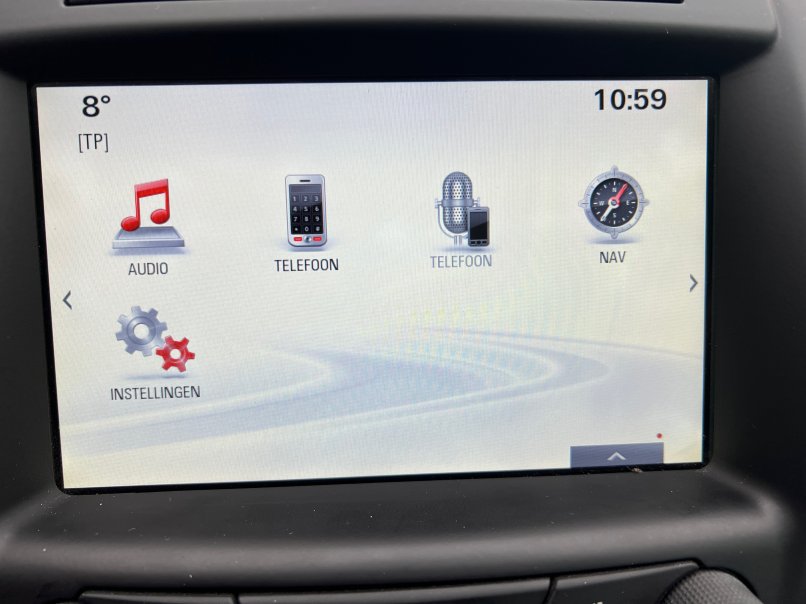 8°
10:59
[TP]
AUDIO
TELEFOON
TELEFOON
NAV
INSTELLINGEN